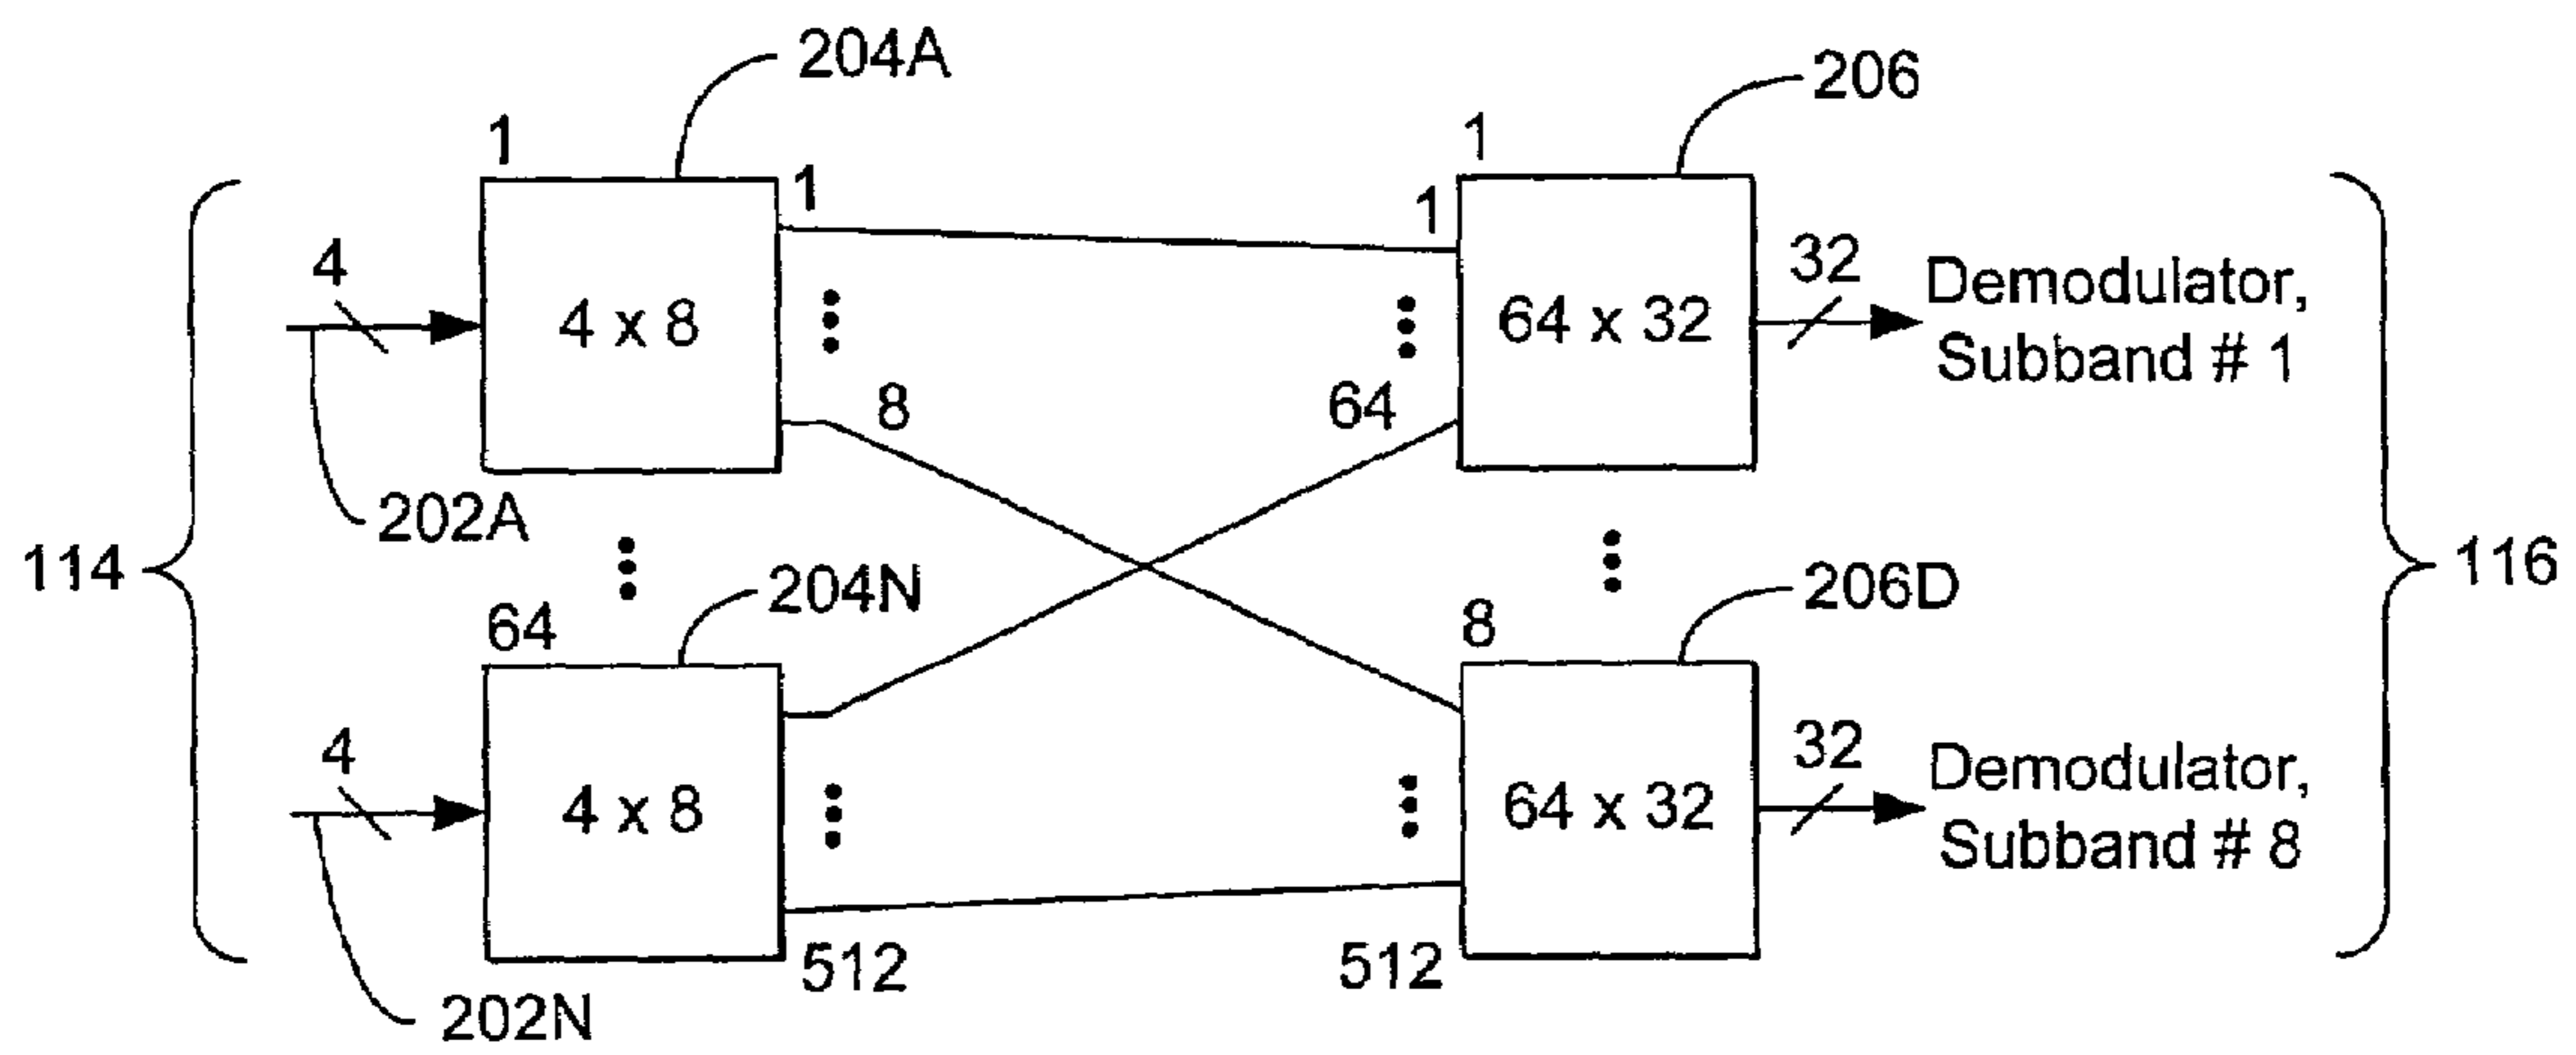 204A
206
1
1
1
1
4
4 x 8
64 x 32
32
Demodulator,
Subband # 1
8
64
202A
114
116
64
204N
8
206D
4
4 x 8
64 x 32
32
Demodulator,
Subband # 8
512
512
202N